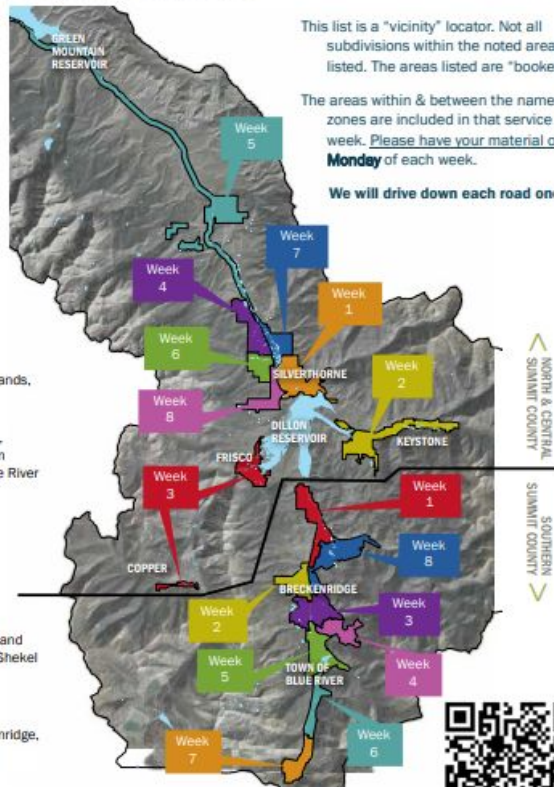 This list is a “vicinity” locator. Not all
subdivisions within the noted area
listed. The areas listed are “booke
The areas within & between the name
zones are included in that service
week. Please have your material o
Monday of each week.
We will drive down each road on
GREEN
MOUNTAIN
RESERVOIR
Week
5
Week
7
Week
4
Week
1
Week
6
SILVERTHORNE
Week
2
Week
8
DILLON
RESERVOIR
KEYSTONE
FRISCO
Week
3
NORTH & CENTRAL
SUMMIT COUNTY
SOUTHERN
SUMMIT COUNTY
ands,
e River
Week
1
Week
8
COPPER
BRECKENRIDGE
Week
2
Week
3
Week
4
Week
5
TOWN OF
BLUE RIVER
and
Shekel
nridge,
Week
7
Week
6